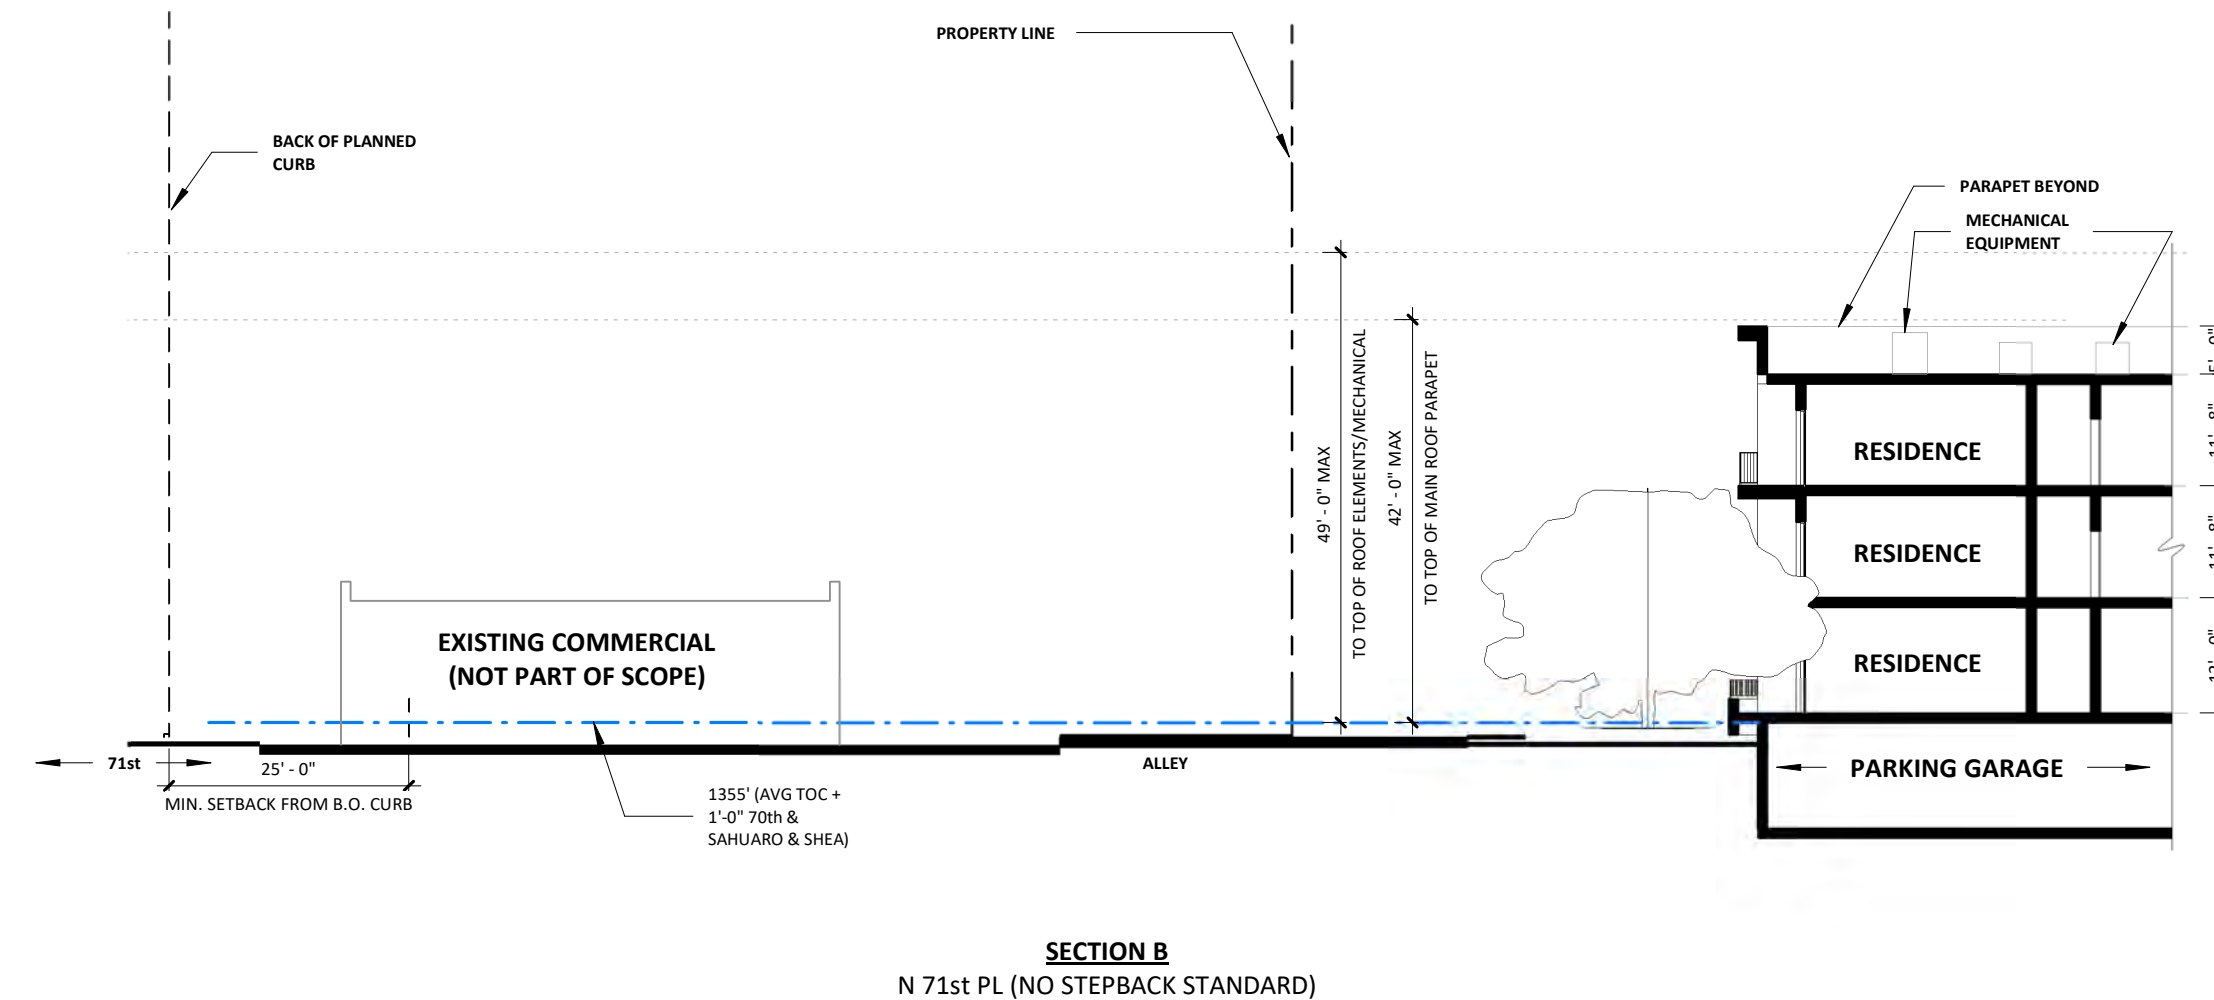 PROPERTY LINE
BACK OF PLANNED
CURB
PARAPET BEYOND
MECHANICAL
EQUIPMENT
49' - 0" MAX
TO TOP OF ROOF ELEMENTS/MECHANICAL
42' - 0" MAX
TO TOP OF MAIN ROOF PARAPET
RESIDENCE
RESIDENCE
RESIDENCE
EXISTING COMMERCIAL
(NOT PART OF SCOPE)
71st
25' - 0"
MIN. SETBACK FROM B.O. CURB
1355' (AVG TOC +
1'-0" 70th &
SAHUARO & SHEA)
ALLEY
PARKING GARAGE
SECTION B
N 71st PL (NO STEPBACK STANDARD)